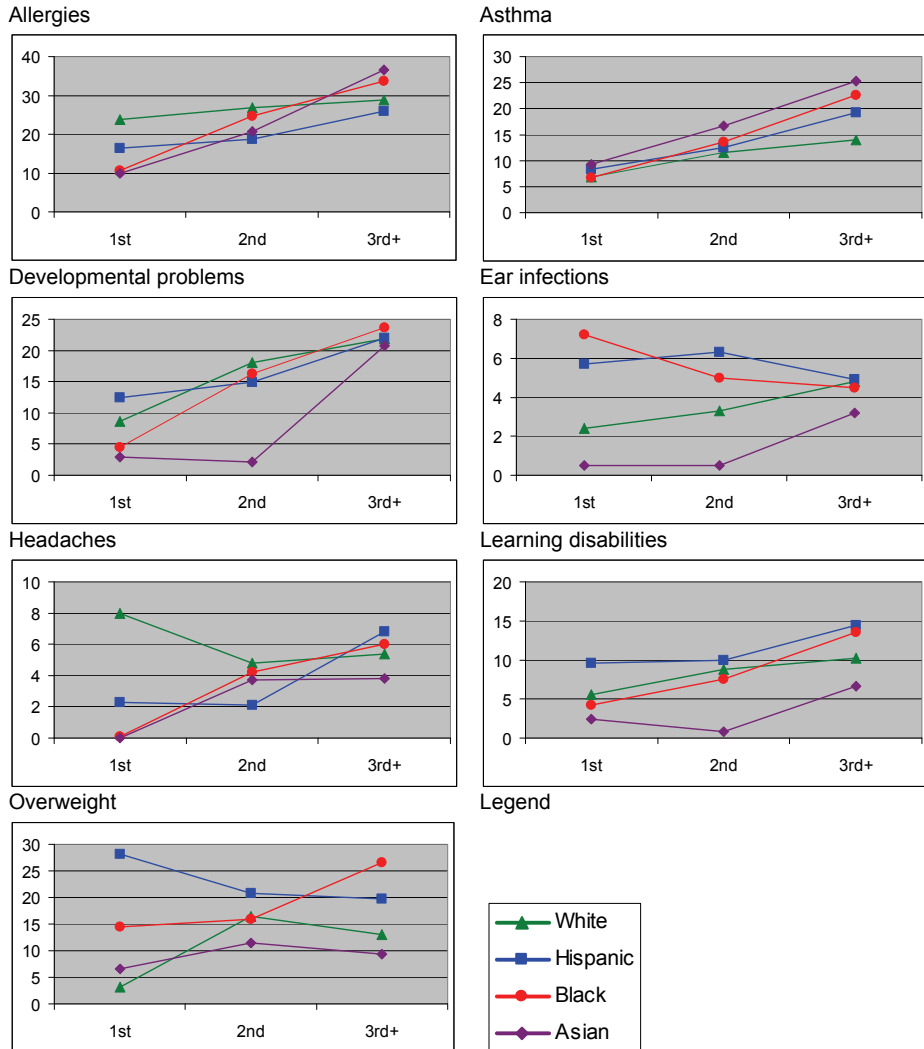 Allergies
40
30
20
10
0
1st 2nd 3rd+
Asthma
30
25
20
15
10
5
0
1st 2nd 3rd+
Developmental problems
25
20
15
10
5
0
1st 2nd 3rd+
Ear infections
8
6
4
2
0
1st 2nd 3rd+
Headaches
10
8
6
4
2
0
1st 2nd 3rd+
Learning disabilities
20
15
10
5
0
1st 2nd 3rd+
Overweight
30
25
20
15
10
5
0
1st 2nd 3rd+
Legend
White
Hispanic
Black
Asian